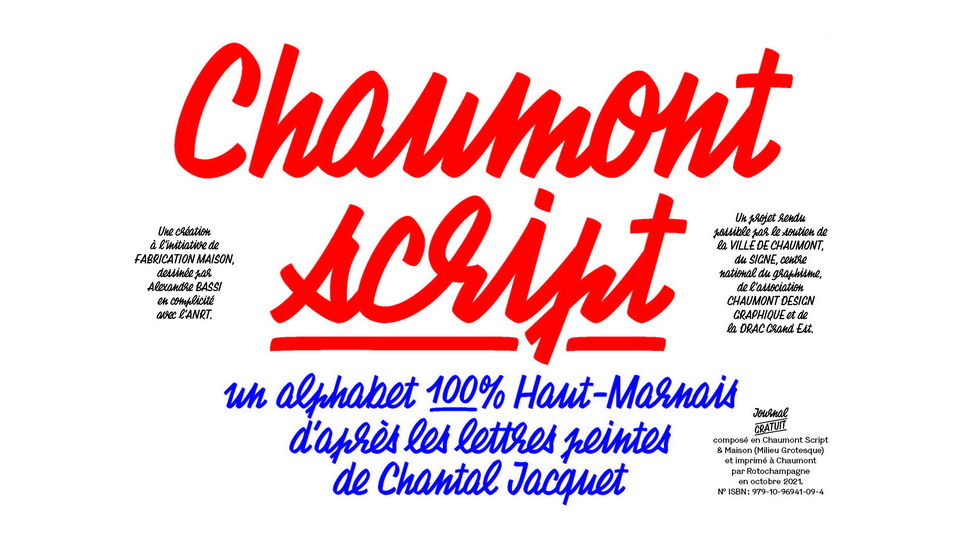 Chaumont
script
Une création
à l'initiative de
FABRICATION MAISON,
dessinée par
Alexandre BASSI
en complicité
avec l'ANRT.
Un projet rendu
possible par le soutien de
la VILLE DE CHAUMONT,
du SIGNE, centre
national du graphisme,
de l'association
CHAUMONT DESIGN
GRAPHIQUE et de
la DRAC Grand Est.
un alphabet 100% Haut-Marnais
d'après les lettres peintes
de Chantal Jacquet
Journal
GRATUIT
composé en Chaumont Script
& Maison (Milieu Grotesque)
et imprimé à Chaumont
par Rotochampagne
en octobre 2021.
N° ISBN : 979-10-96941-09-4